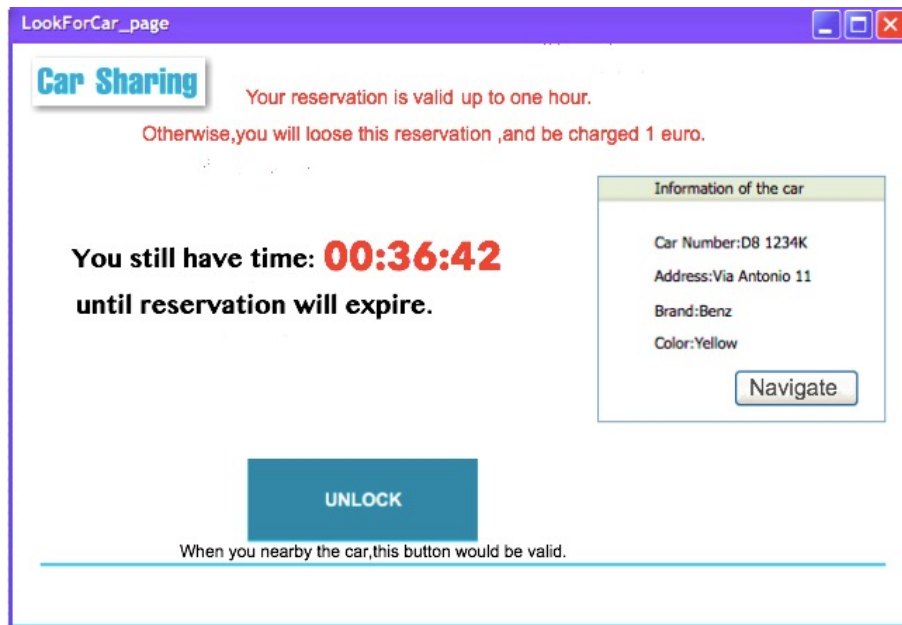 LookForCar_page
Car Sharing
Your reservation is valid up to one hour.
Otherwise,you will loose this reservation ,and be charged 1 euro.
Information of the car
Car Number:D8 1234K
Address:Via Antonio 11
Brand:Benz
Color:Yellow
Navigate
You still have time: 00:36:42
until reservation will expire.
UNLOCK
When you nearby the car,this button would be valid.